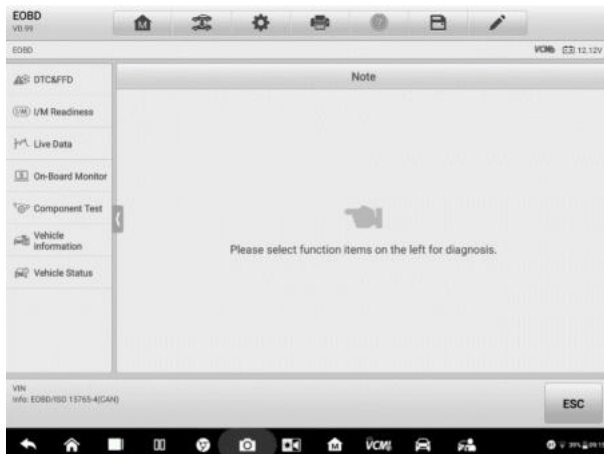 EOBD
V0.99
EOBD
VCMI 12.12V
DTC&FFD
Note
I/M Readiness
Live Data
On-Board Monitor
Component Test
Vehicle
Information
Vehicle Status
Please select function items on the left for diagnosis.
VIN
Info: EOBD/ISO 15765-4(CAN)
ESC
VCMI